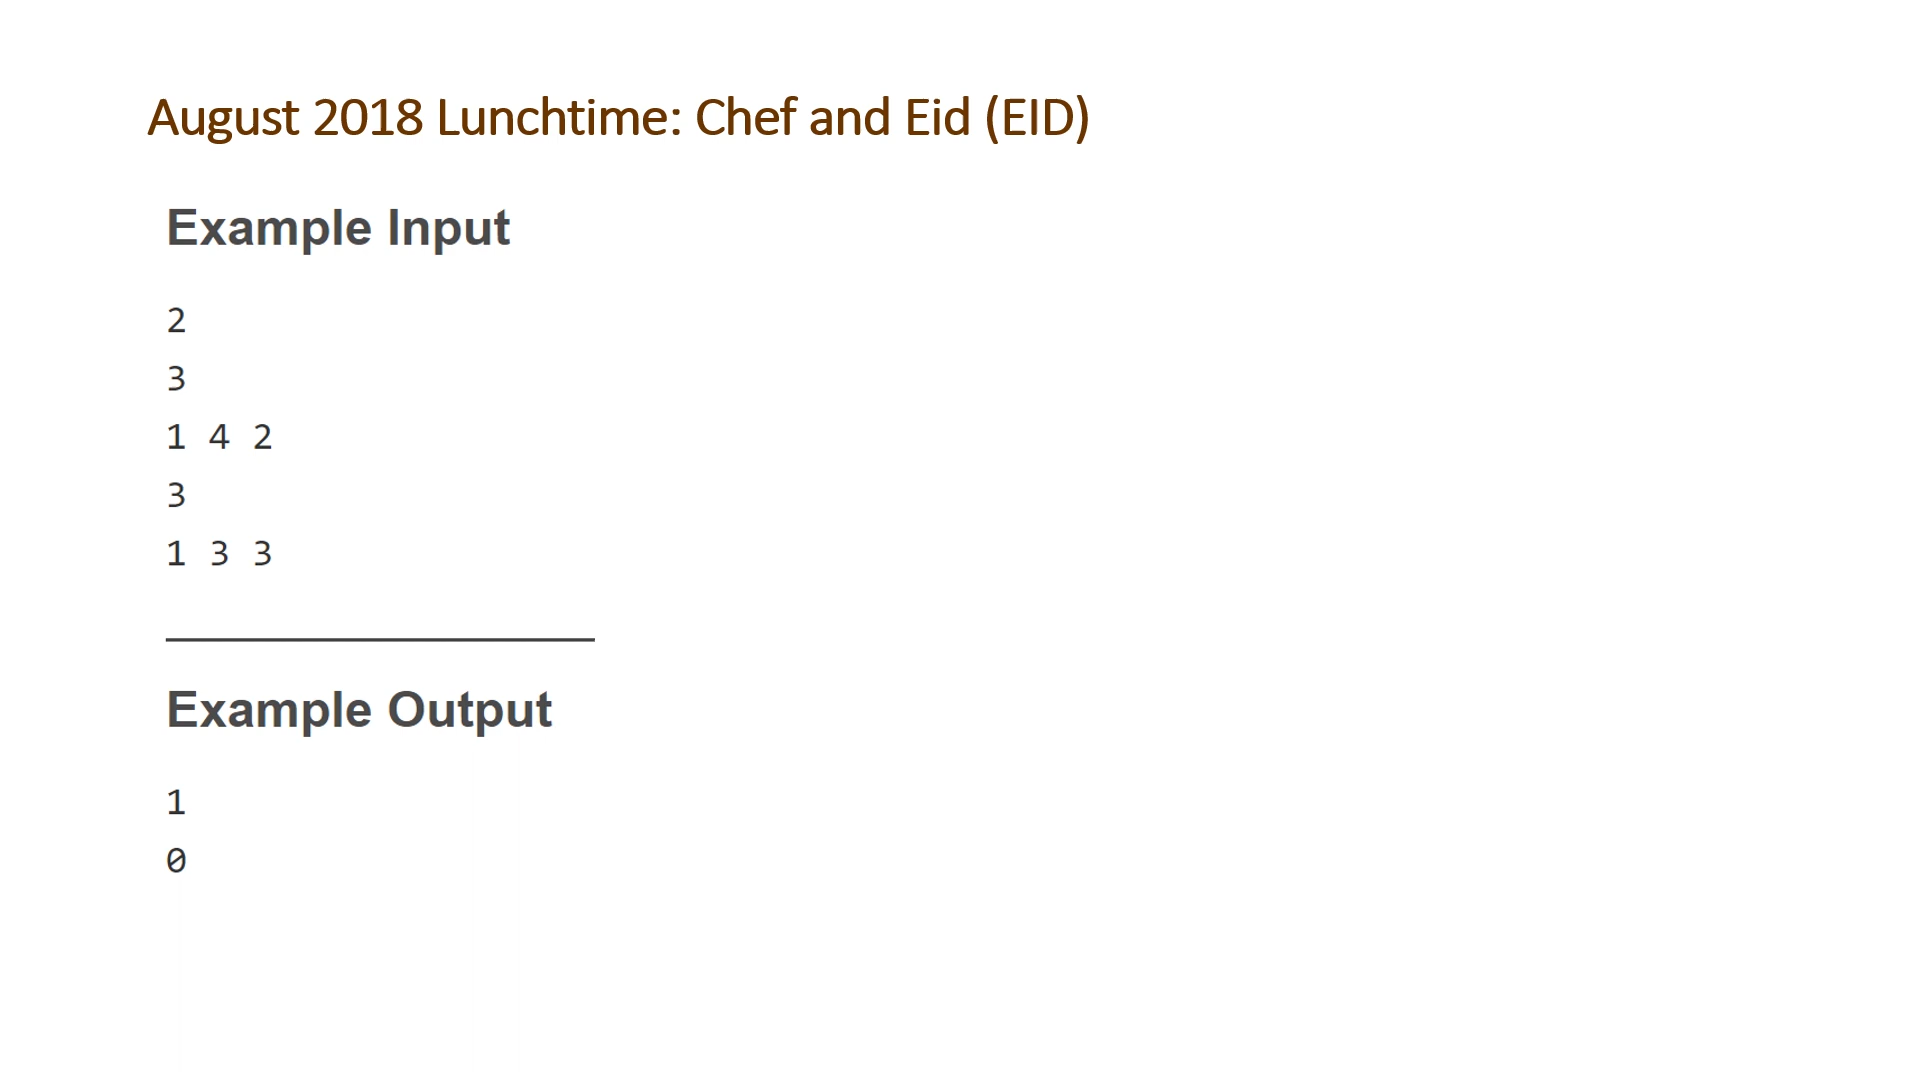 August 2018 Lunchtime: Chef and Eid (EID)
Example Input
2
3
1 4 2
3
1 3 3
Example Output
1
0